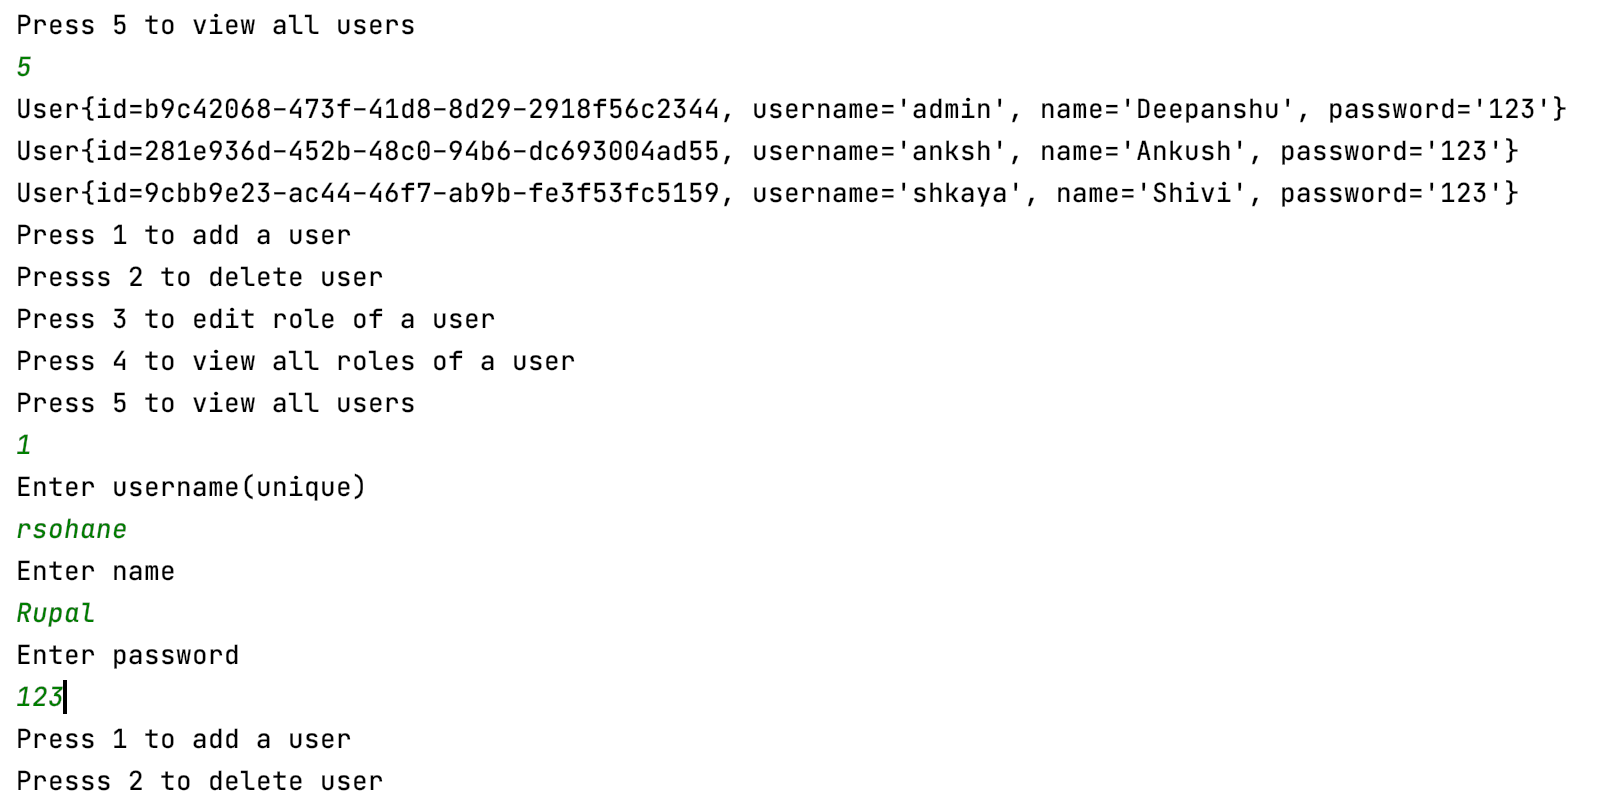 Press 5 to view all users
5
User{id=b9c42068-473f-41d8-8d29-2918f56c2344, username='admin', name='Deepanshu', password='123'}
User{id=281e936d-452b-48c0-94b6-dc693004ad55, username='anksh', name='Ankush', password='123'}
User{id=9cbb9e23-ac44-46f7-ab9b-fe3f53fc5159, username='shkaya', name='Shivi', password='123'}
Press 1 to add a user
Presss 2 to delete user
Press 3 to edit role of a user
Press 4 to view all roles of a user
Press 5 to view all users
1
Enter username(unique)
rsohane
Enter name
Rupal
Enter password
123
Press 1 to add a user
Presss 2 to delete user